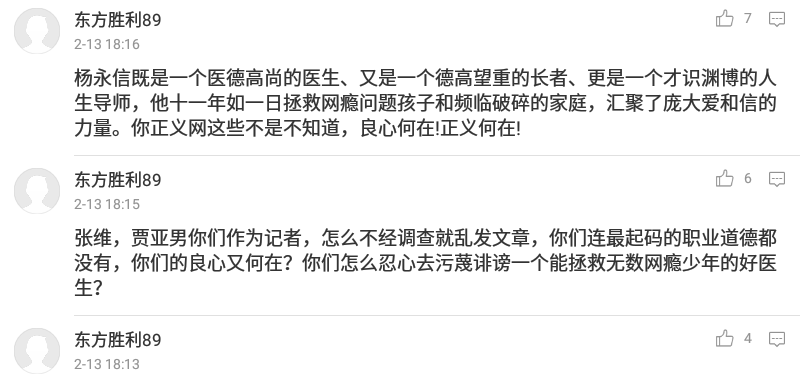 东方胜利89 7
2-13 18:16
杨永信既是一个医德高尚的医生、又是一个德高望重的长者、更是一个才识渊博的人
生导师，他十一年如一日拯救网瘾问题孩子和频临破碎的家庭，汇聚了庞大爱和信的
力量。你正义网这些不是不知道，良心何在!正义何在!
东方胜利89 6
2-13 18:15
张维，贾亚男你们作为记者，怎么不经调查就乱发文章，你们连最起码的职业道德都
没有，你们的良心又何在？你们怎么忍心去污蔑诽谤一个能拯救无数网瘾少年的好医
生？
东方胜利89 4
2-13 18:13